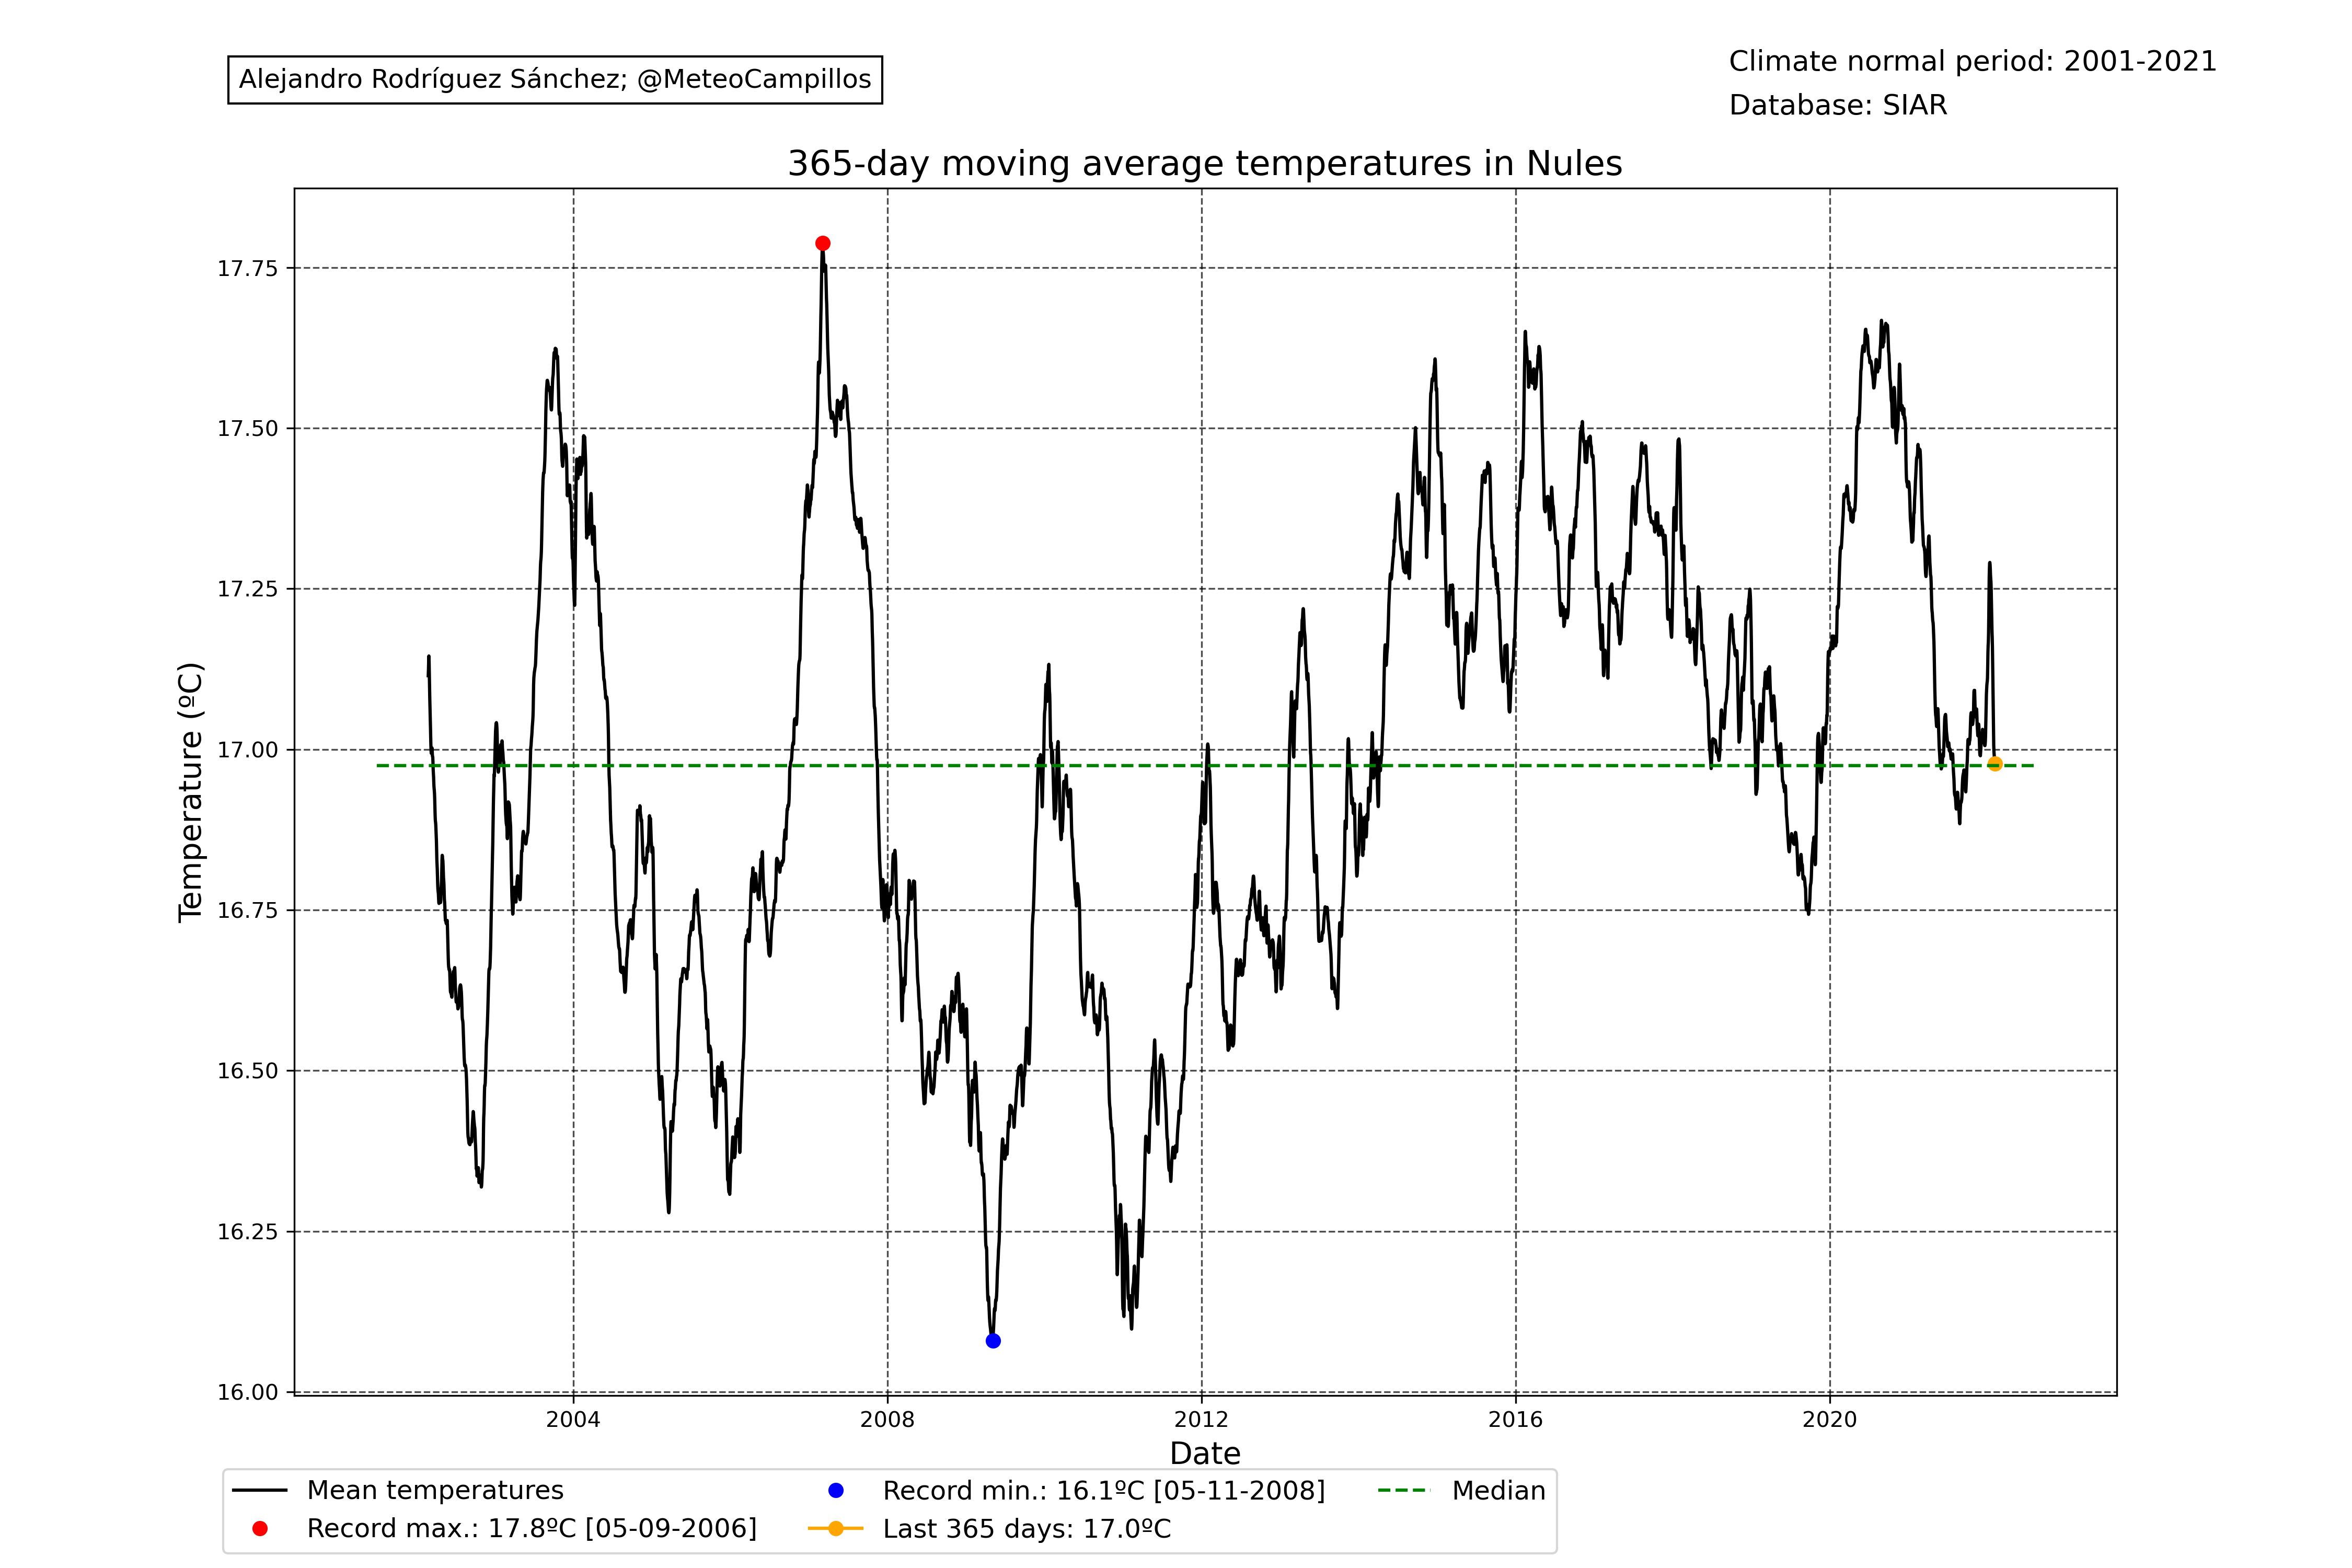 Alejandro Rodríguez Sánchez; @MeteoCampillos
Climate normal period: 2001-2021
Database: SIAR
365-day moving average temperatures in Nules
Temperature (ºC)
17.75
17.50
17.25
17.00
16.75
16.50
16.25
16.00
2004
2008
2012
2016
2020
Date
Mean temperatures
Record max.: 17.8ºC [05-09-2006]
Record min.: 16.1ºC [05-11-2008]
Last 365 days: 17.0ºC
Median